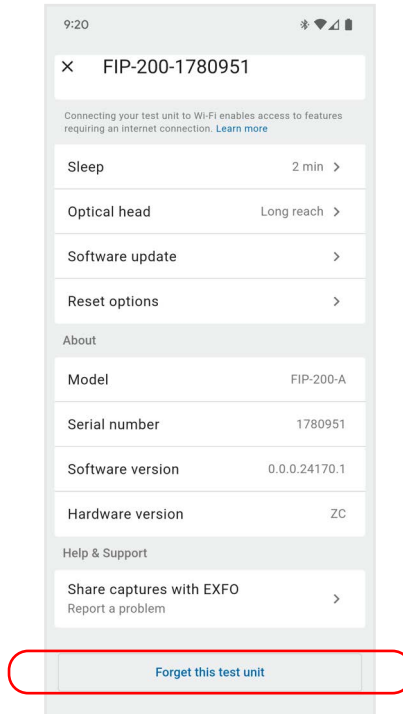 9:20
× FIP-200-1780951
Connecting your test unit to Wi-Fi enables access to features
requiring an internet connection. Learn more
Sleep 2 min >
Optical head Long reach >
Software update >
Reset options >
About
Model FIP-200-A
Serial number 1780951
Software version 0.0.0.24170.1
Hardware version ZC
Help & Support
Share captures with EXFO
Report a problem >
Forget this test unit